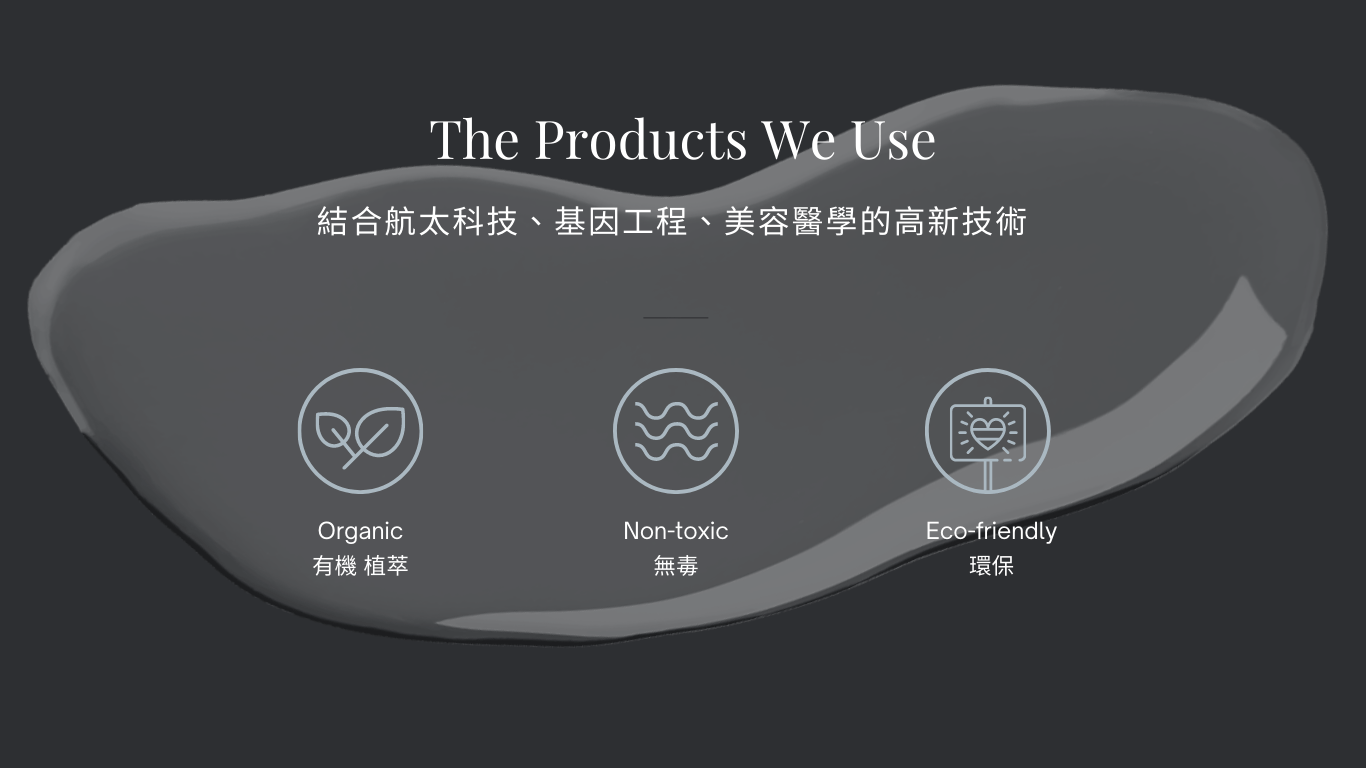 The Products We Use
結合航太科技、基因工程、美容醫學的高新技術
Organic
有機 植萃
Non-toxic
無毒
Eco-friendly
環保